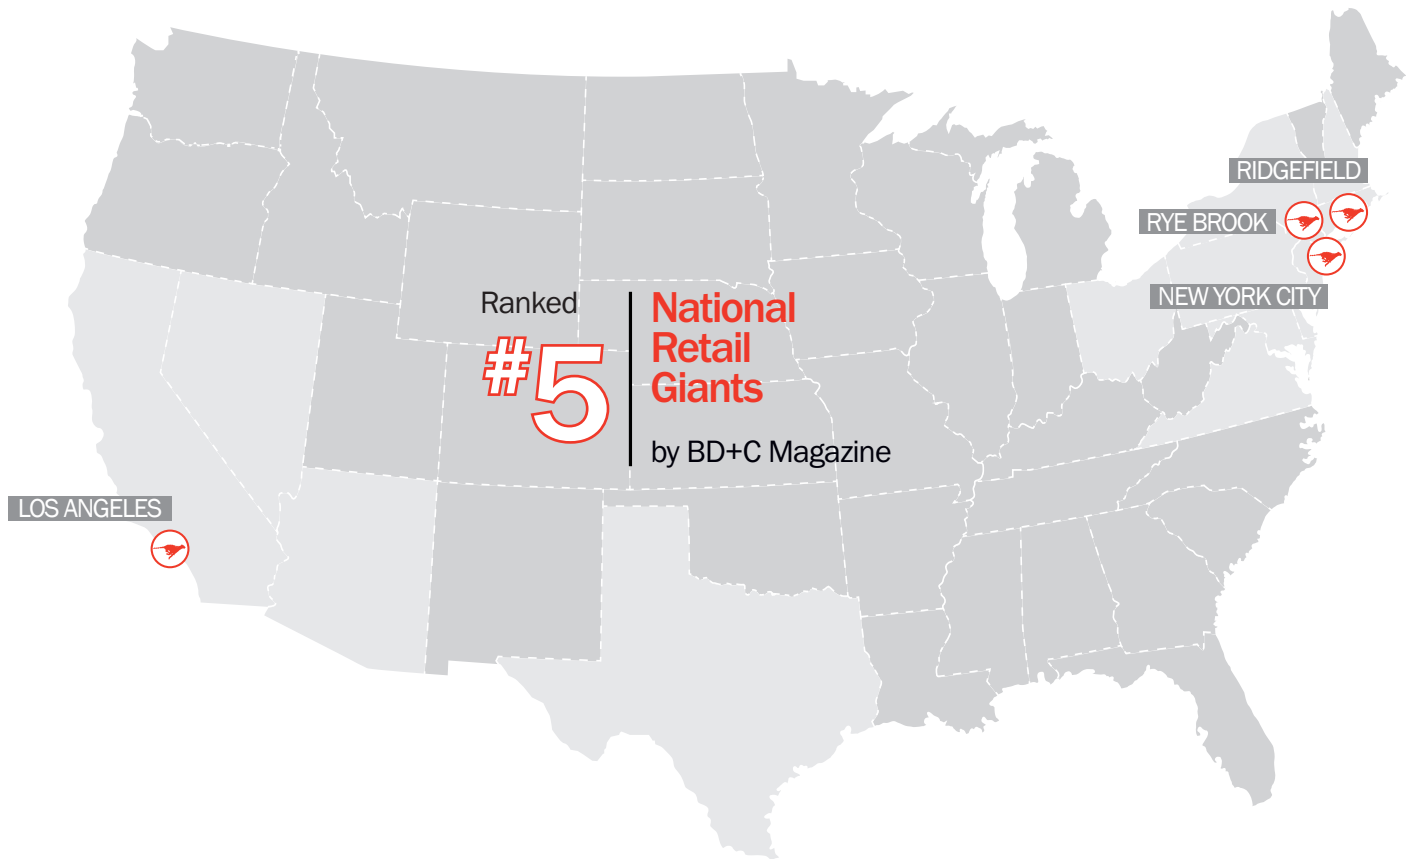 RIDGEFIELD
RYE BROOK
NEW YORK CITY
Ranked
#5
National
Retail
Giants
by BD+C Magazine
LOS ANGELES